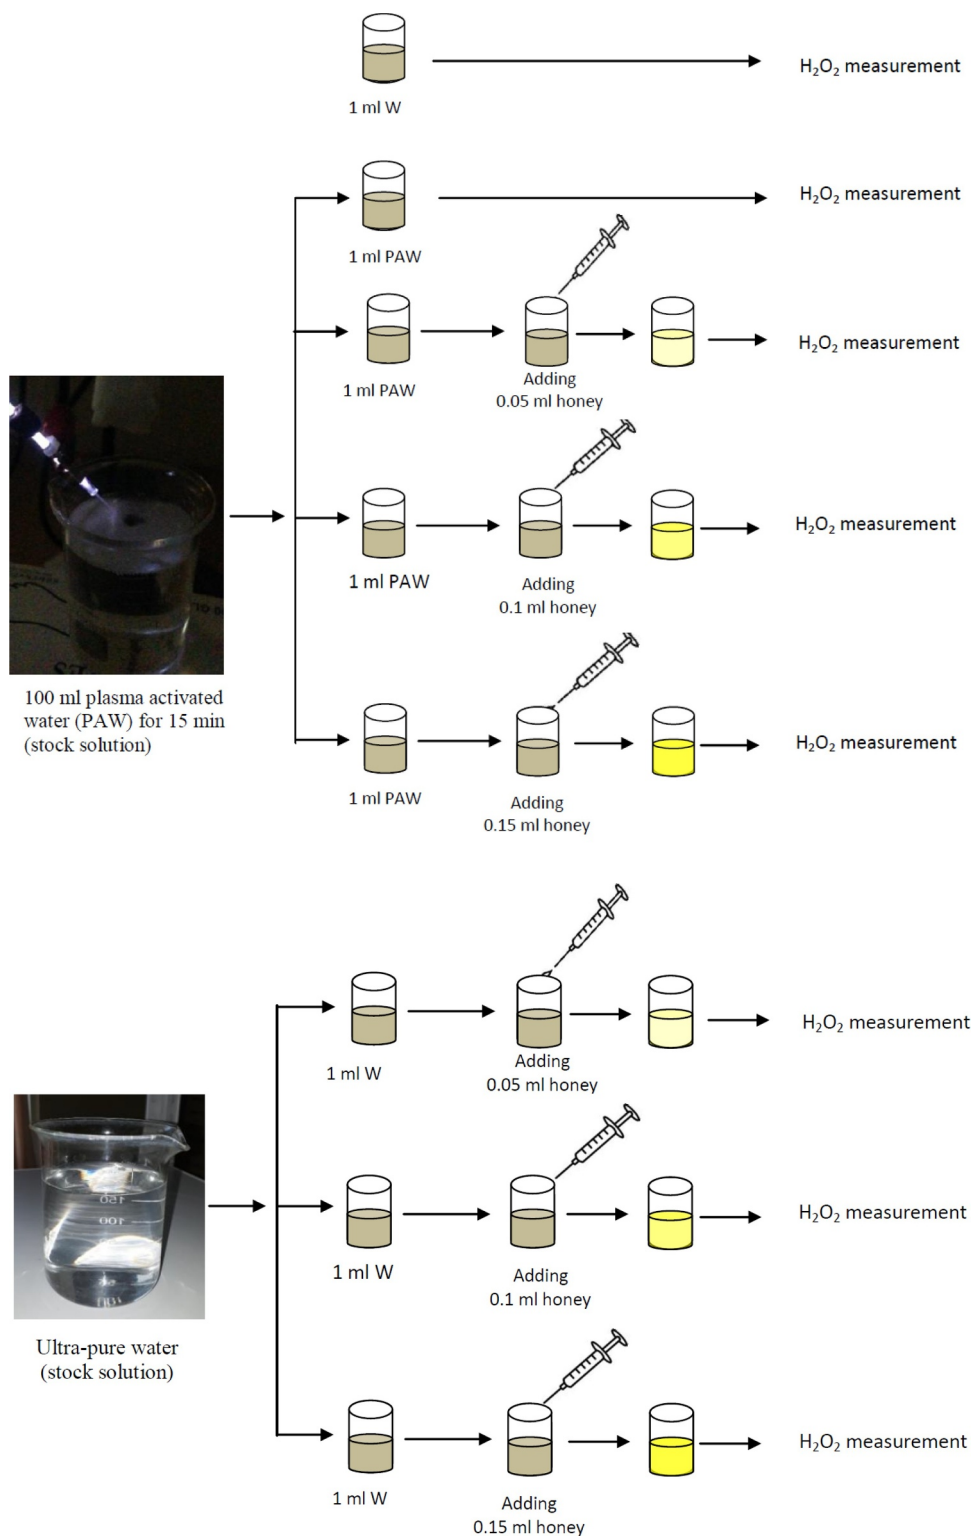 1 ml W
H₂O₂ measurement
1 ml PAW
H₂O₂ measurement
1 ml PAW
Adding
0.05 ml honey
H₂O₂ measurement
100 ml plasma activated
water (PAW) for 15 min
(stock solution)
1 ml PAW
Adding
0.1 ml honey
H₂O₂ measurement
1 ml PAW
Adding
0.15 ml honey
H₂O₂ measurement
Ultra-pure water
(stock solution)
150
100
1 ml W
Adding
0.05 ml honey
H₂O₂ measurement
1 ml W
Adding
0.1 ml honey
H₂O₂ measurement
1 ml W
Adding
0.15 ml honey
H₂O₂ measurement